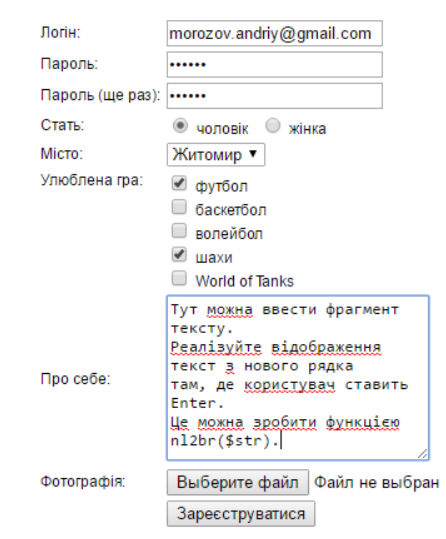 Логін: morozov.andriy@gmail.com
Пароль: ••••••
Пароль (ще раз): ••••••
Стать: чоловік жінка
Місто: Житомир
Улюблена гра: футбол
баскетбол
волейбол
шахи
World of Tanks
Тут можна ввести фрагмент
тексту.
Реалізуйте відображення
текст з нового рядка
Про себе: там, де користувач ставить
Enter.
Це можна зробити функцією
nl2br($str).
Фотографія: Выберите файл Файл не выбран
Зареєструватися